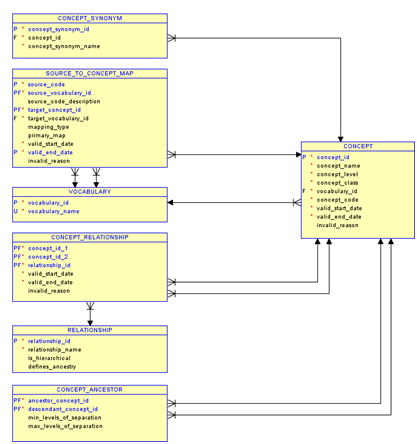 CONCEPT_SYNONYM
P * concept_synonym_id
F * concept_id
* concept_synonym_name
SOURCE_TO_CONCEPT_MAP
P * source_code
PF* source_vocabulary_id
source_code_description
PF* target_concept_id
F * target_vocabulary_id
mapping_type
primary_map
* valid_start_date
P * valid_end_date
invalid_reason
VOCABULARY
P * vocabulary_id
U * vocabulary_name
CONCEPT_RELATIONSHIP
PF* concept_id_1
PF* concept_id_2
PF* relationship_id
* valid_start_date
* valid_end_date
invalid_reason
RELATIONSHIP
P * relationship_id
* relationship_name
is_hierarchical
defines_ancestry
CONCEPT_ANCESTOR
PF* ancestor_concept_id
PF* descendant_concept_id
min_levels_of_separation
max_levels_of_separation
CONCEPT
P * concept_id
* concept_name
* concept_level
* concept_class
F * vocabulary_id
* concept_code
* valid_start_date
* valid_end_date
invalid_reason